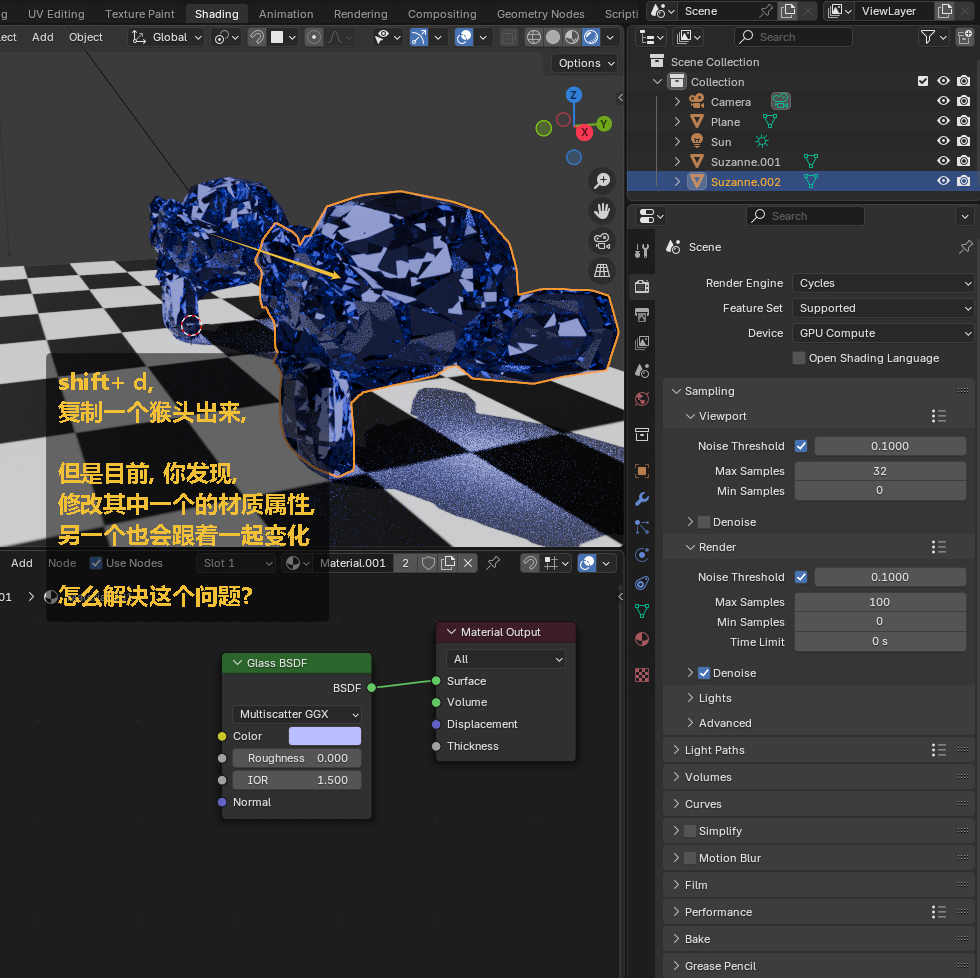 g UV Editing Texture Paint Shading Animation Rendering Compositing Geometry Nodes Scripti Scene ViewLayer
ect Add Object Global Search
Options
Z
Y
X
Scene Collection
Collection
Camera
Plane
Sun
Suzanne.001
Suzanne.002
Search
Scene
Render Engine Cycles
Feature Set Supported
Device GPU Compute
Open Shading Language
Sampling
Viewport
Noise Threshold 0.1000
Max Samples 32
Min Samples 0
Denoise
Render
Noise Threshold 0.1000
Max Samples 100
Min Samples 0
Time Limit 0 s
Denoise
Lights
Advanced
Light Paths
Volumes
Curves
Simplify
Motion Blur
Film
Performance
Bake
Grease Pencil
shift+ d,
复制一个猴头出来,
但是目前, 你发现,
修改其中一个的材质属性,
另一个也会跟着一起变化
怎么解决这个问题?
Add Node Use Nodes Slot 1 Material.001 2
01
Glass BSDF
BSDF
Multiscatter GGX
Color
Roughness 0.000
IOR 1.500
Normal
Material Output
All
Surface
Volume
Displacement
Thickness